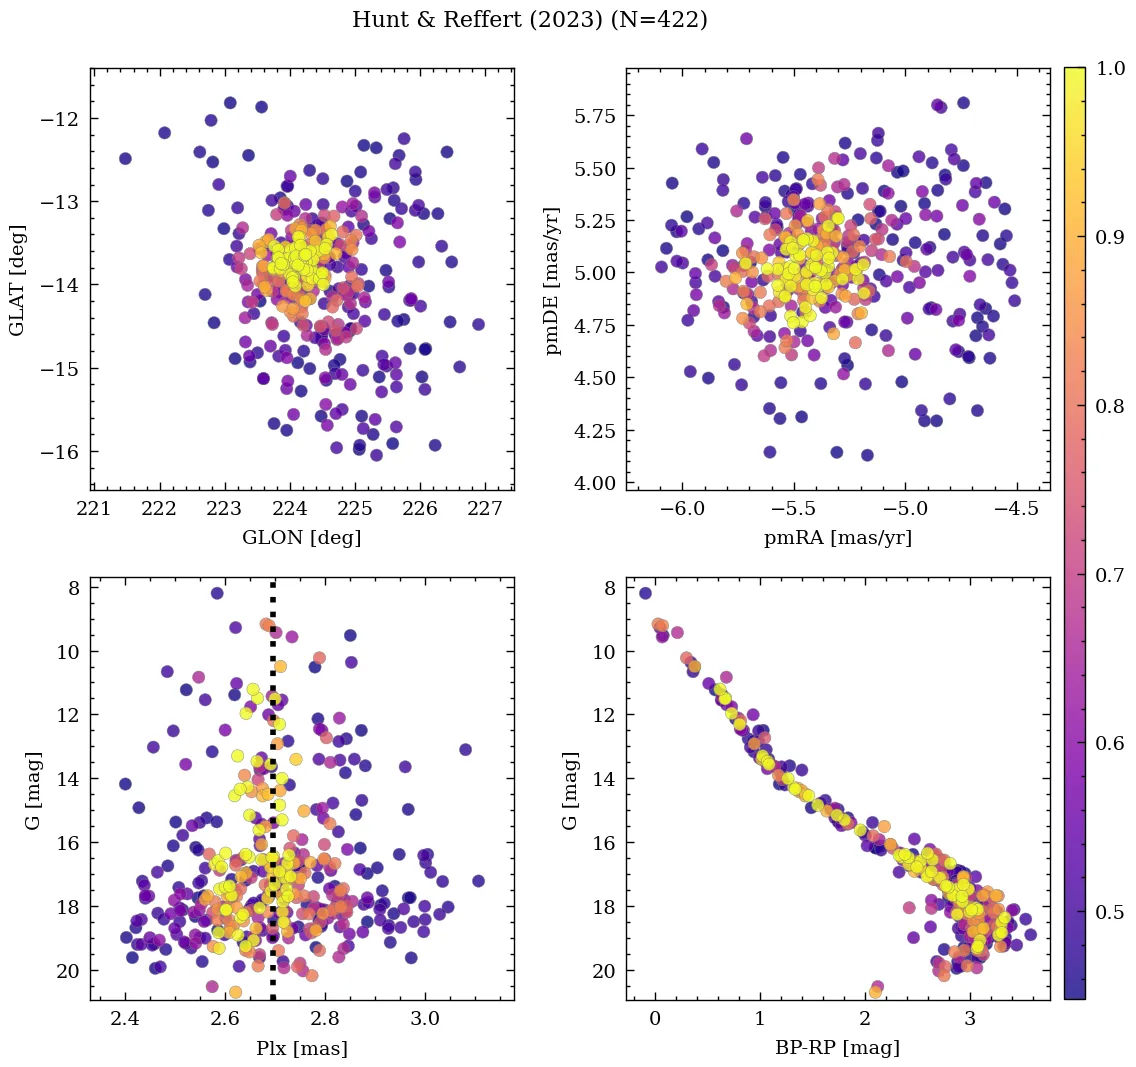 Hunt & Reffert (2023) (N=422)
−12
−13
−14
−15
−16
GLAT [deg]
221 222 223 224 225 226 227
GLON [deg]
5.75
5.50
5.25
5.00
4.75
4.50
4.25
4.00
pmDE [mas/yr]
−6.0 −5.5 −5.0 −4.5
pmRA [mas/yr]
1.0
0.9
0.8
0.7
0.6
0.5
8
10
12
14
16
18
20
G [mag]
2.4 2.6 2.8 3.0
Plx [mas]
8
10
12
14
16
18
20
G [mag]
0 1 2 3
BP-RP [mag]